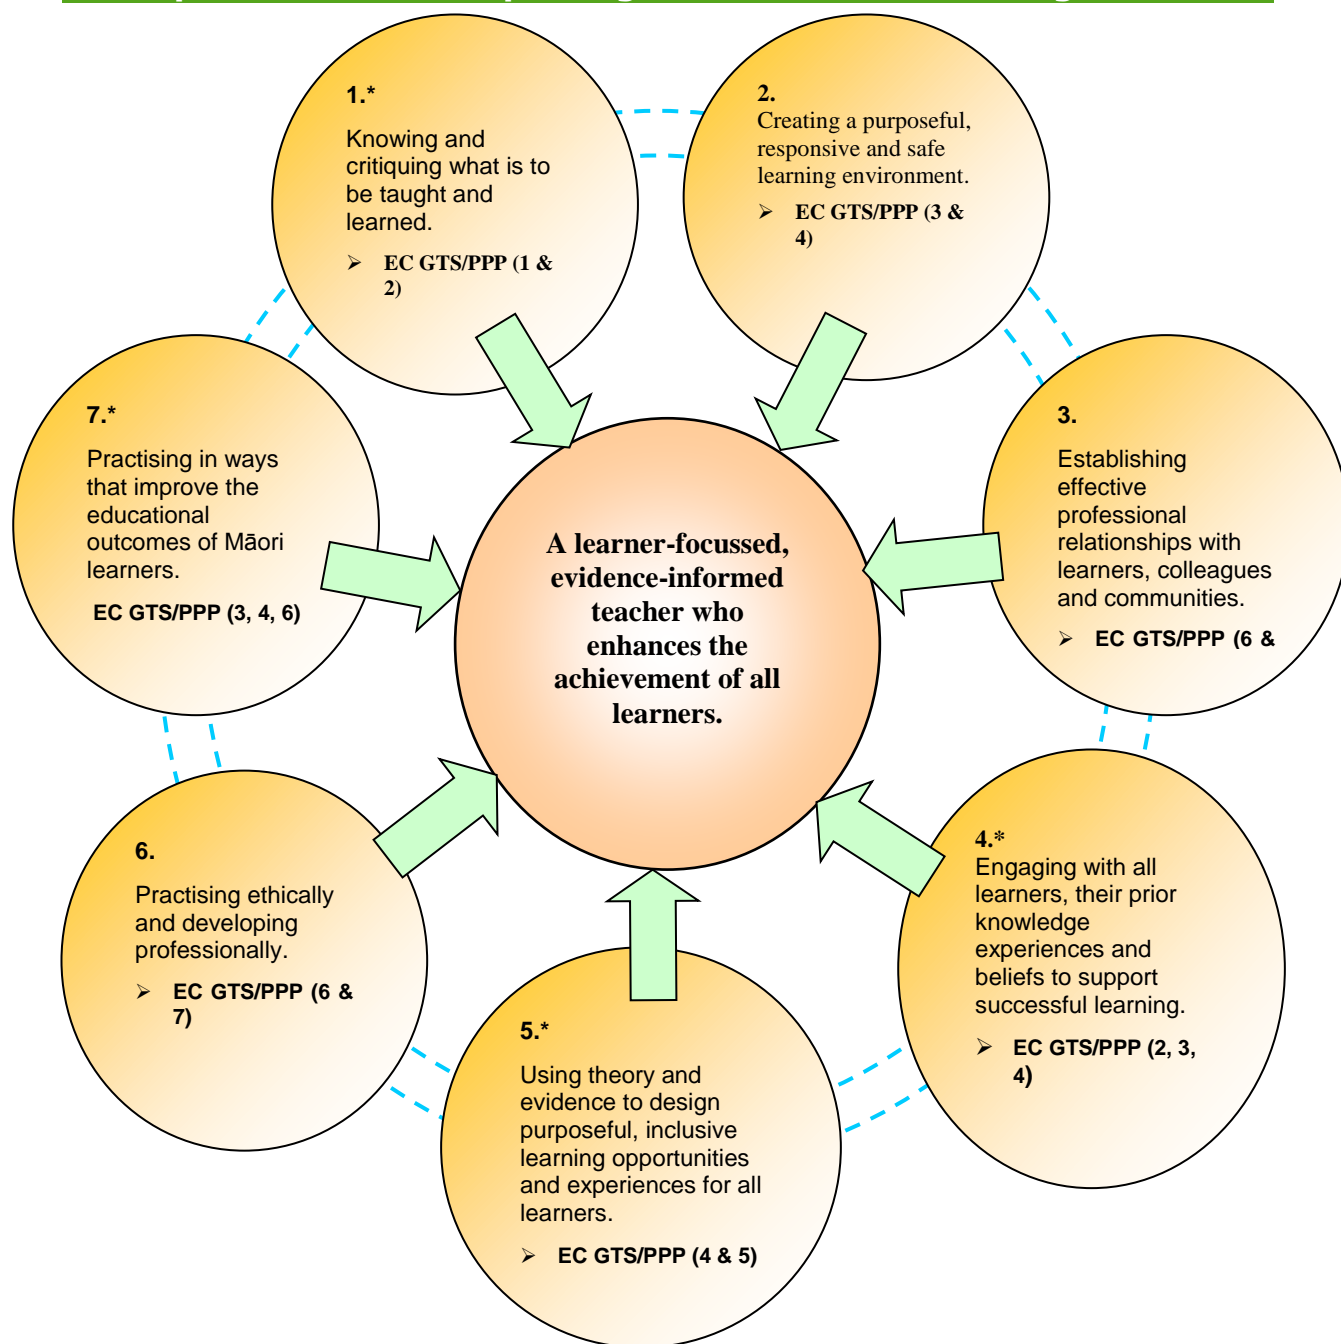 1.*
Knowing and
critiquing what is to
be taught and
learned.
➢ EC GTS/PPP (1 &
2)
2.
Creating a purposeful,
responsive and safe
learning environment.
➢ EC GTS/PPP (3 &
4)
3.
Establishing
effective
professional
relationships with
learners, colleagues
and communities.
➢ EC GTS/PPP (6 &
4.*
Engaging with all
learners, their prior
knowledge
experiences and
beliefs to support
successful learning.
➢ EC GTS/PPP (2, 3,
4)
5.*
Using theory and
evidence to design
purposeful, inclusive
learning opportunities
and experiences for all
learners.
➢ EC GTS/PPP (4 & 5)
6.
Practising ethically
and developing
professionally.
➢ EC GTS/PPP (6 &
7)
7.*
Practising in ways
that improve the
educational
outcomes of Māori
learners.
EC GTS/PPP (3, 4, 6)
A learner-focussed,
evidence-informed
teacher who
enhances the
achievement of all
learners.